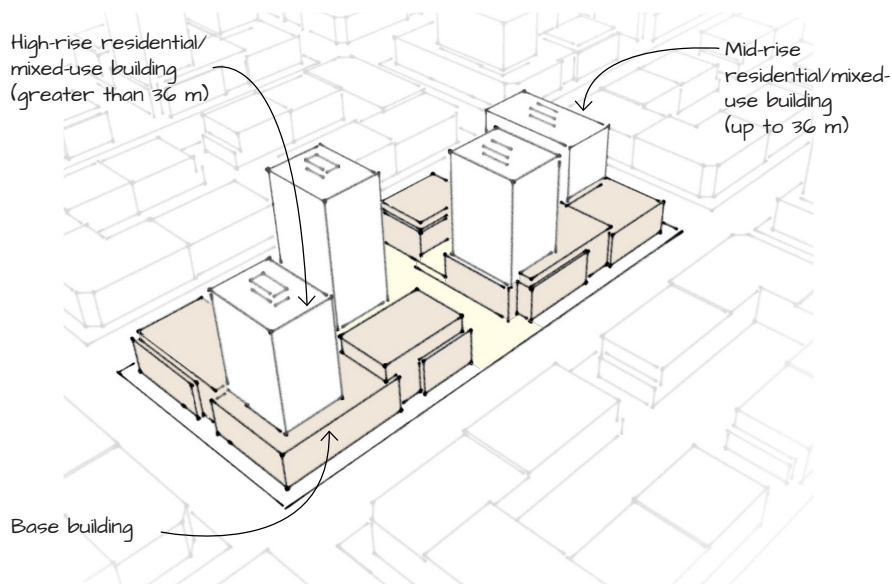 High-rise residential/
mixed-use building
(greater than 36 m)
Mid-rise
residential/mixed-
use building
(up to 36 m)
Base building